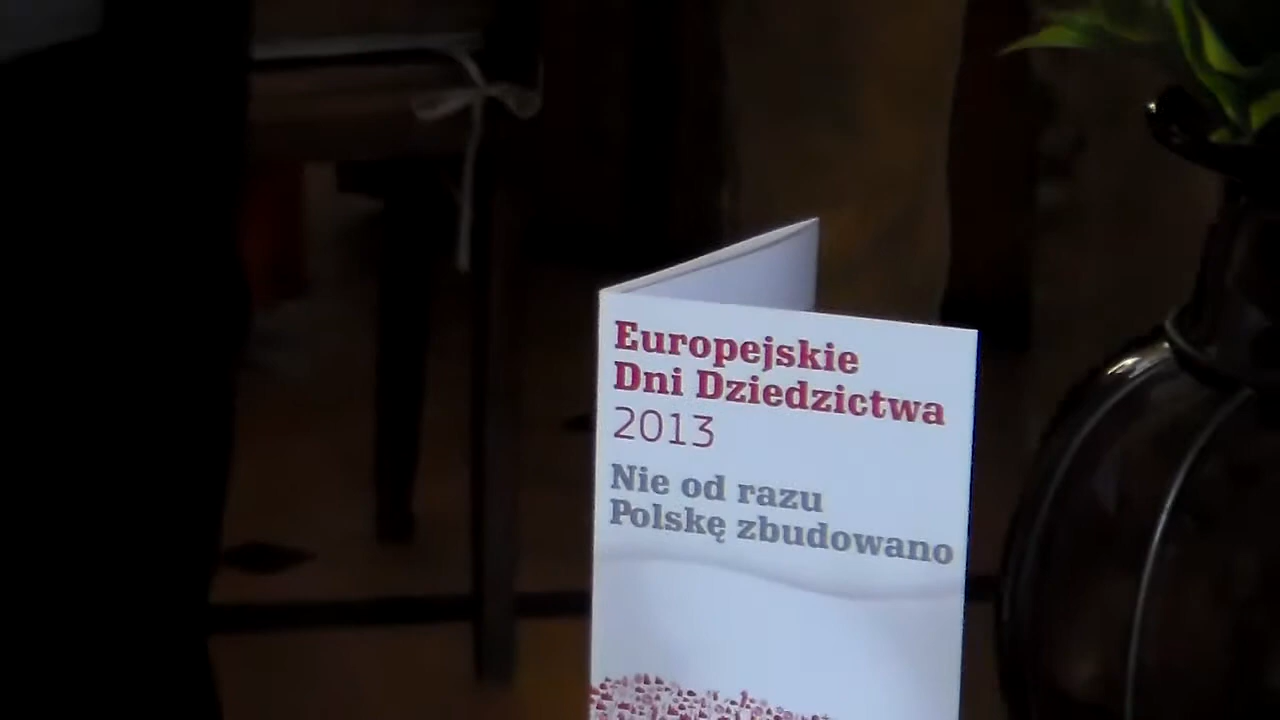 Europejskie
Dni Dziedzictwa
2013
Nie od razu
Polskę zbudowano